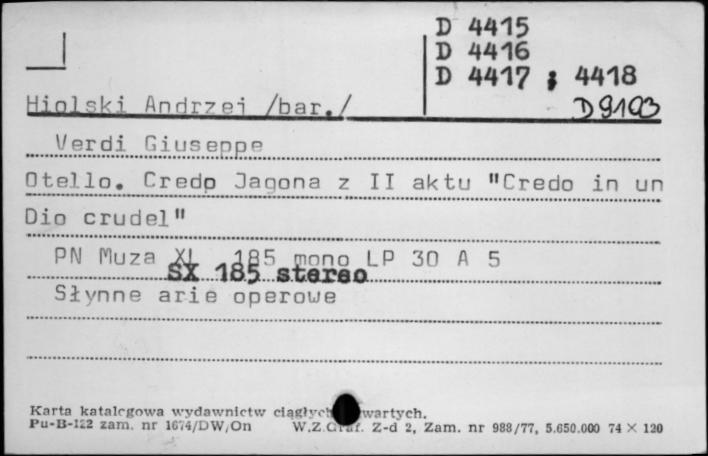 D 4415
D 4416
D 4417 ; 4418
Hiolski Andrzej /bar./ D9193
Verdi Giuseppe
Otello. Credo Jagona z II aktu "Credo in un
Dio crudel"
PN Muza XL 185 mono LP 30 A 5
SX 185 stereo
Słynne arie operowe
Karta katalogowa wydawnictw ciągłych wartych.
Pu-B-122 zam. nr 1674/DW/On W.Z.Graf. Z-d 2, Zam. nr 988/77, 5.650.000 74 × 120